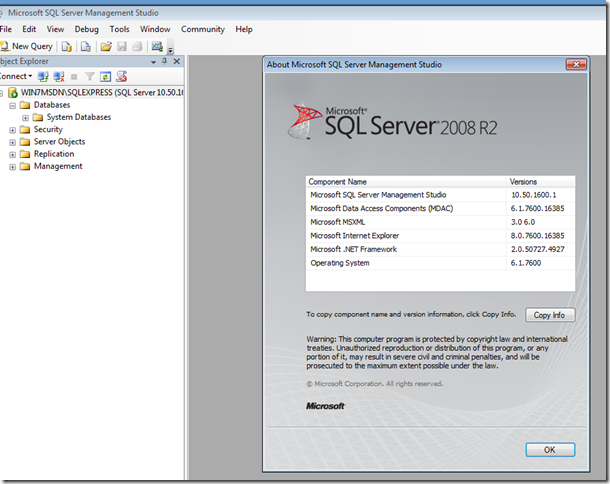 Microsoft SQL Server Management Studio
File Edit View Debug Tools Window Community Help
New Query
Object Explorer
Connect
WIN7MSDN\SQLEXPRESS (SQL Server 10.50.16
Databases
System Databases
Security
Server Objects
Replication
Management
About Microsoft SQL Server Management Studio
Microsoft®
SQL Server® 2008 R2
Component Name Versions
Microsoft SQL Server Management Studio 10.50.1600.1
Microsoft Data Access Components (MDAC) 6.1.7600.16385
Microsoft MSXML 3.0 6.0
Microsoft Internet Explorer 8.0.7600.16385
Microsoft .NET Framework 2.0.50727.4927
Operating System 6.1.7600
To copy component name and version information, click Copy Info.
Copy Info
Warning: This computer program is protected by copyright law and international
treaties. Unauthorized reproduction or distribution of this program, or any
portion of it, may result in severe civil and criminal penalties, and will be
prosecuted to the maximum extent possible under the law.
© Microsoft Corporation. All rights reserved.
Microsoft
OK